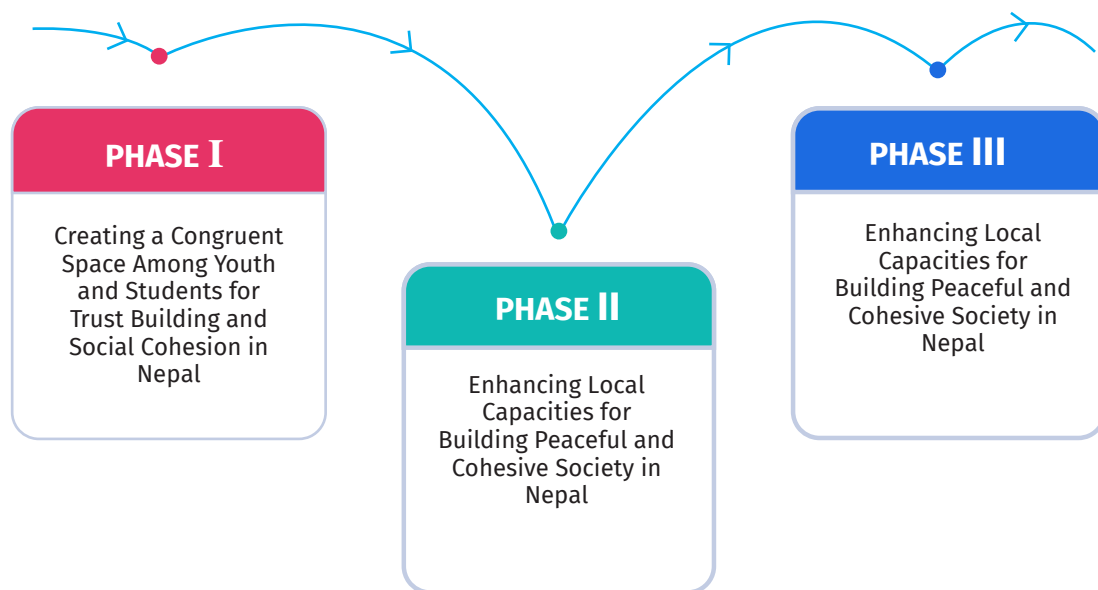 PHASE I
Creating a Congruent
Space Among Youth
and Students for
Trust Building and
Social Cohesion in
Nepal
PHASE II
Enhancing Local
Capacities for
Building Peaceful and
Cohesive Society in
Nepal
PHASE III
Enhancing Local
Capacities for
Building Peaceful and
Cohesive Society in
Nepal